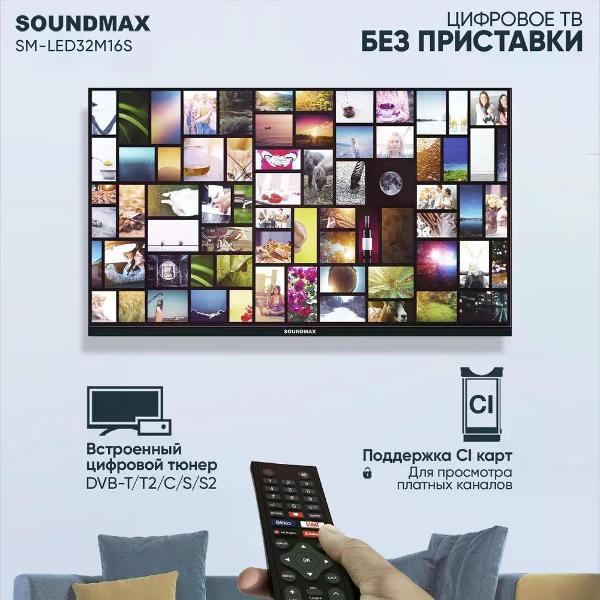 SOUNDMAX
SM-LED32M16S
ЦИФРОВОЕ ТВ
БЕЗ ПРИСТАВКИ
SOUNDMAX
CI
Встроенный
цифровой тюнер
DVB-T/T2/C/S/S2
Поддержка CI карт
Для просмотра
платных каналов
OK